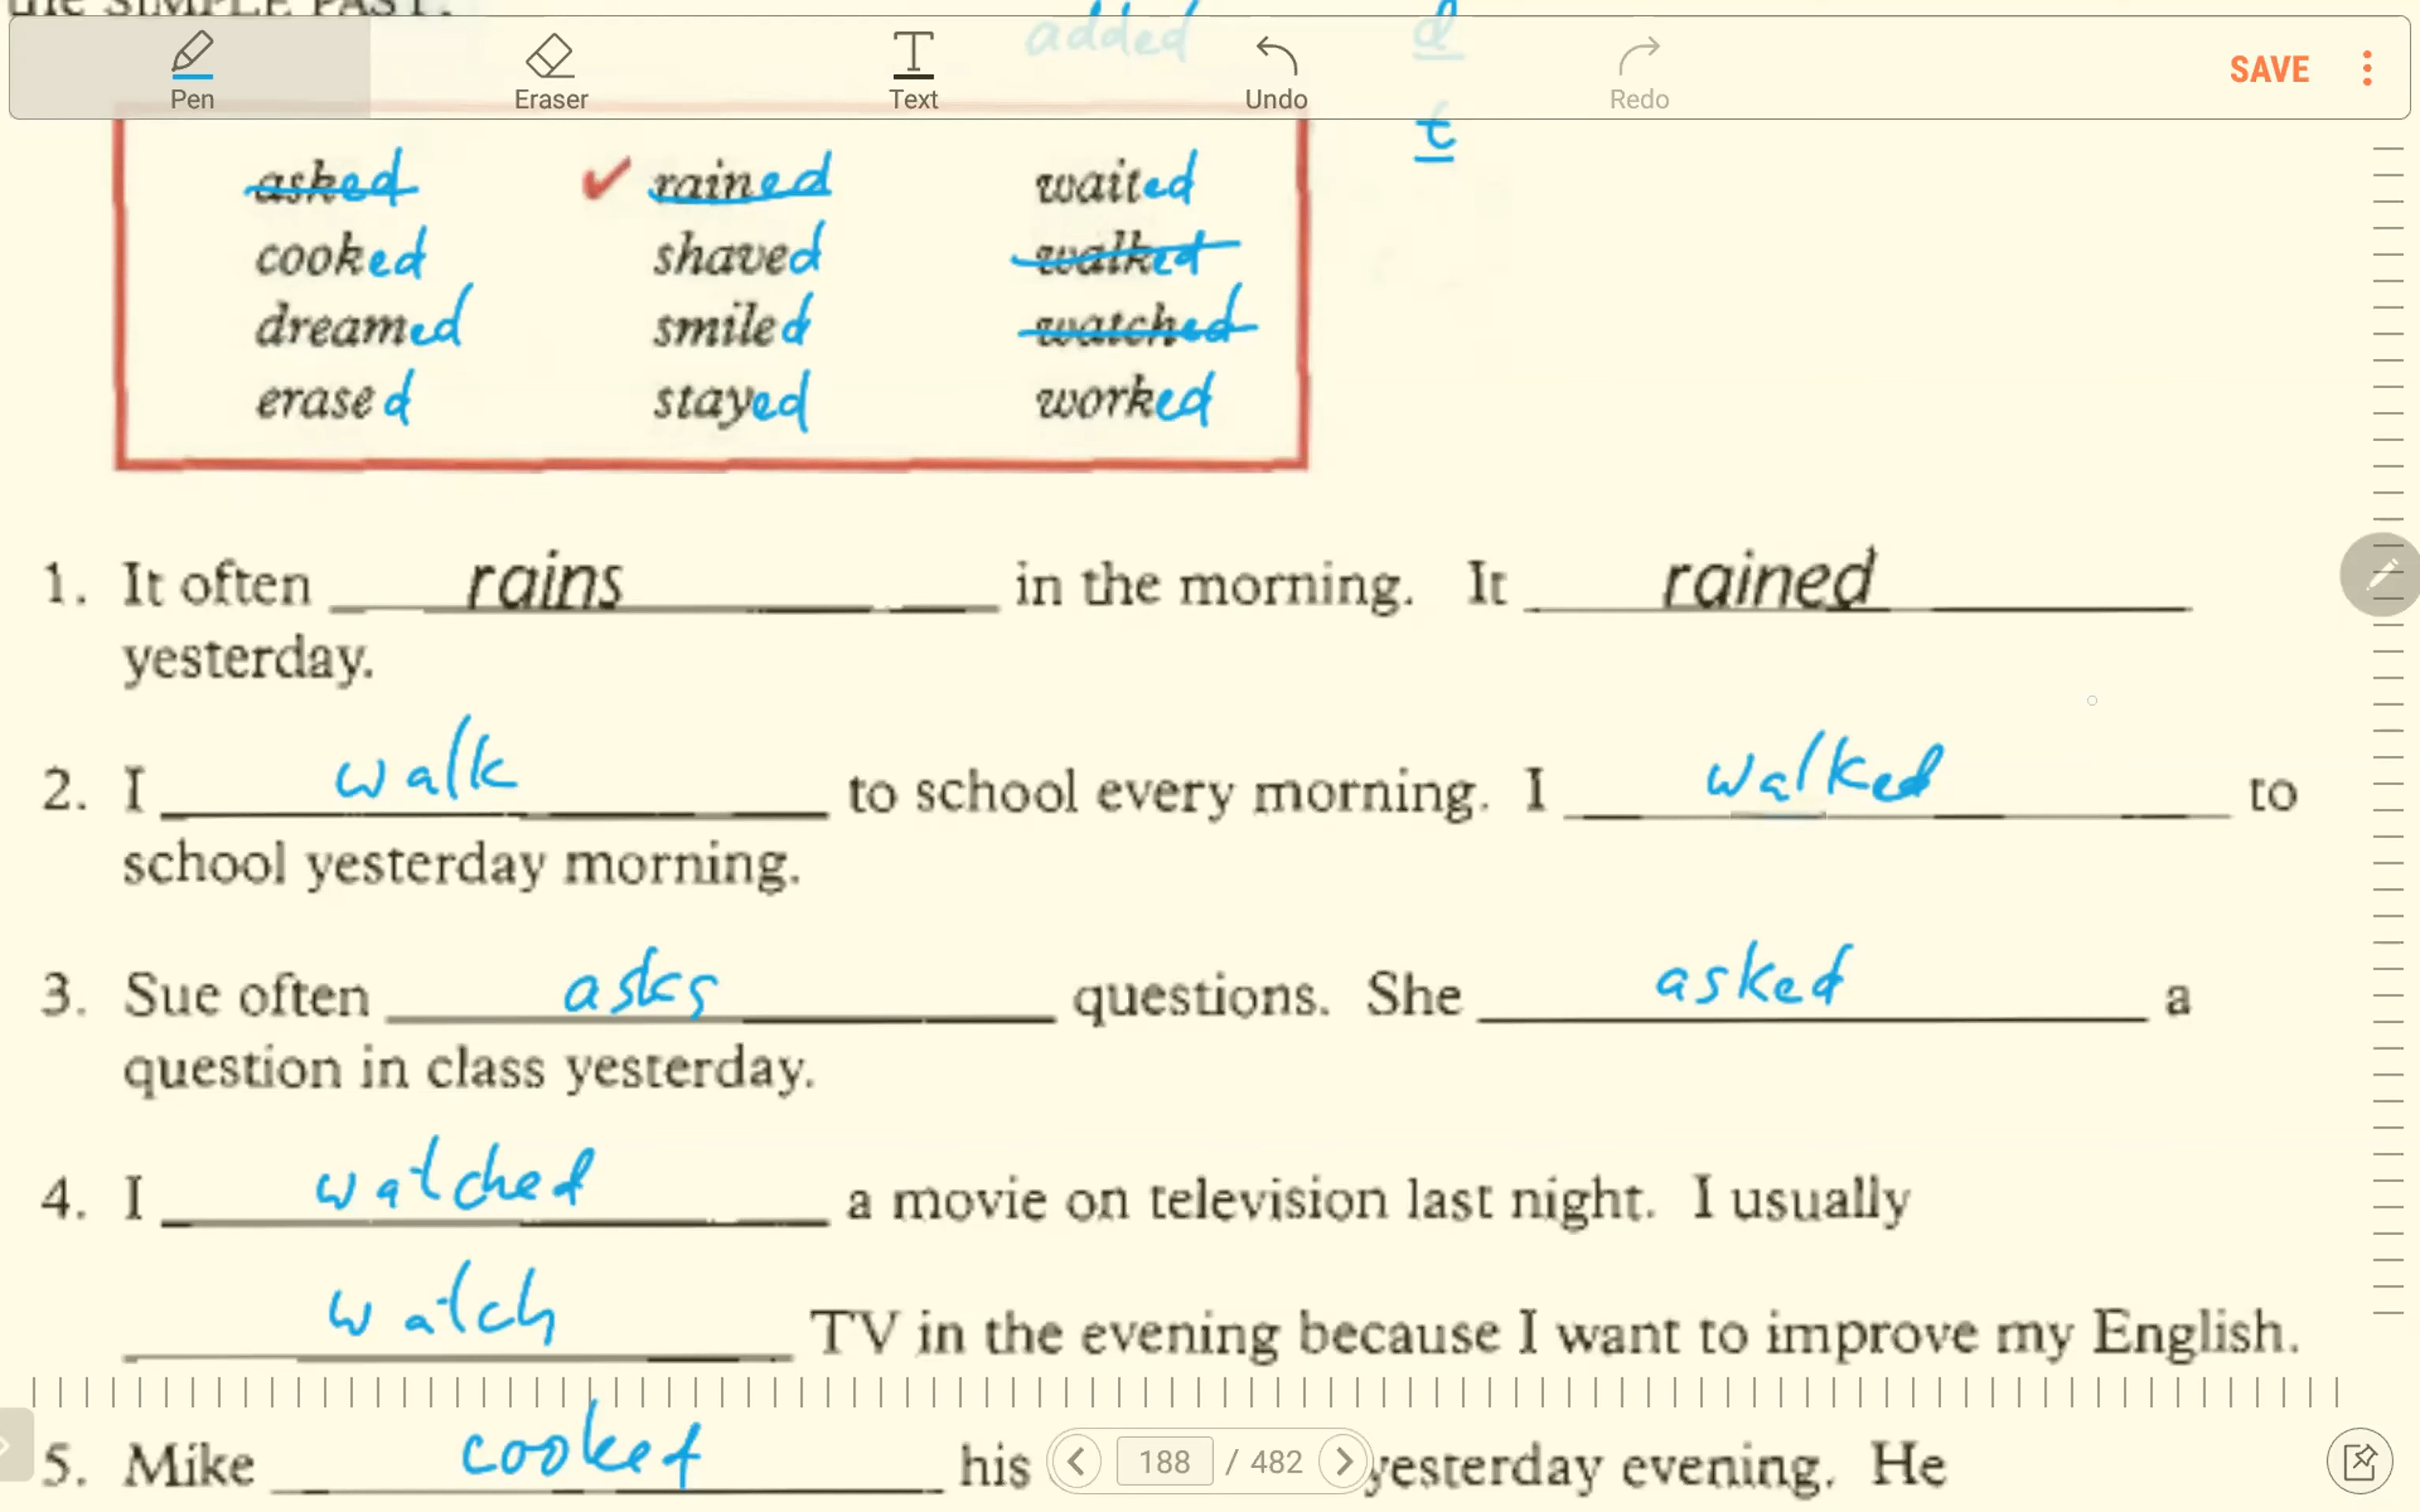 the SIMPLE PAST.
added d
Pen Eraser Text Undo Redo SAVE
t
asked ✔ rained waited
cooked shaved walked
dreamed smiled watched
erased stayed worked
1. It often rains in the morning. It rained
yesterday.
2. I walk to school every morning. I walked to
school yesterday morning.
3. Sue often asks questions. She asked a
question in class yesterday.
4. I watched a movie on television last night. I usually
watch TV in the evening because I want to improve my English.
5. Mike cooked his 188 / 482 yesterday evening. He